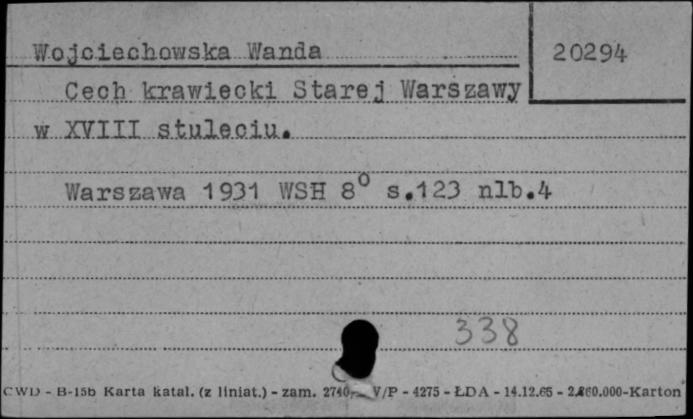 Wojciechowska Wanda 20294
Cech krawiecki Starej Warszawy
w XVIII stuleciu.
Warszawa 1931 WSH 8° s.123 nlb.4
338
CWD - B-15b Karta katal. (z liniat.) - zam. 2740 V/P - 4275 - ŁDA - 14.12.65 - 2.860.000-Karton